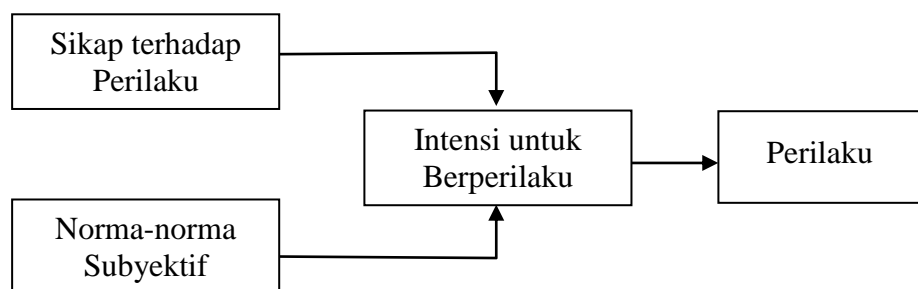 Sikap terhadap
Perilaku
Intensi untuk
Berperilaku
Perilaku
Norma-norma
Subyektif